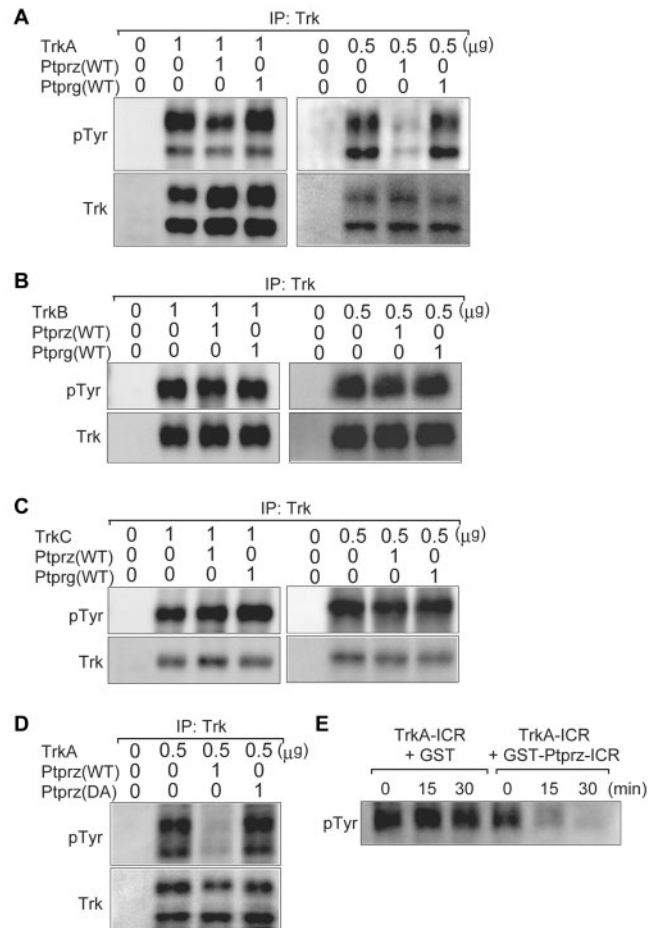 A
IP: Trk
TrkA 0 1 1 1 0 0.5 0.5 0.5 (μg)
Ptprz(WT) 0 0 1 0 0 0 1 0
Ptprg(WT) 0 0 0 1 0 0 0 1
pTyr
Trk
B
IP: Trk
TrkB 0 1 1 1 0 0.5 0.5 0.5 (μg)
Ptprz(WT) 0 0 1 0 0 0 1 0
Ptprg(WT) 0 0 0 1 0 0 0 1
pTyr
Trk
C
IP: Trk
TrkC 0 1 1 1 0 0.5 0.5 0.5 (μg)
Ptprz(WT) 0 0 1 0 0 0 1 0
Ptprg(WT) 0 0 0 1 0 0 0 1
pTyr
Trk
D
IP: Trk
TrkA 0 0.5 0.5 0.5 (μg)
Ptprz(WT) 0 0 1 0
Ptprz(DA) 0 0 0 1
pTyr
Trk
E
TrkA-ICR TrkA-ICR
+ GST + GST-Ptprz-ICR
0 15 30 0 15 30 (min)
pTyr